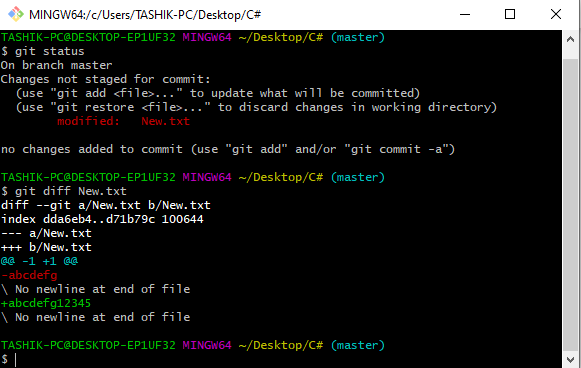 MINGW64:/c/Users/TASHIK-PC/Desktop/C#
TASHIK-PC@DESKTOP-EP1UF32 MINGW64 ~/Desktop/C# (master)
$ git status
On branch master
Changes not staged for commit:
  (use "git add <file>..." to update what will be committed)
  (use "git restore <file>..." to discard changes in working directory)
        modified:   New.txt

no changes added to commit (use "git add" and/or "git commit -a")

TASHIK-PC@DESKTOP-EP1UF32 MINGW64 ~/Desktop/C# (master)
$ git diff New.txt
diff --git a/New.txt b/New.txt
index dda6eb4..d71b79c 100644
--- a/New.txt
+++ b/New.txt
@@ -1 +1 @@
-abcdefg
\ No newline at end of file
+abcdefg12345
\ No newline at end of file

TASHIK-PC@DESKTOP-EP1UF32 MINGW64 ~/Desktop/C# (master)
$